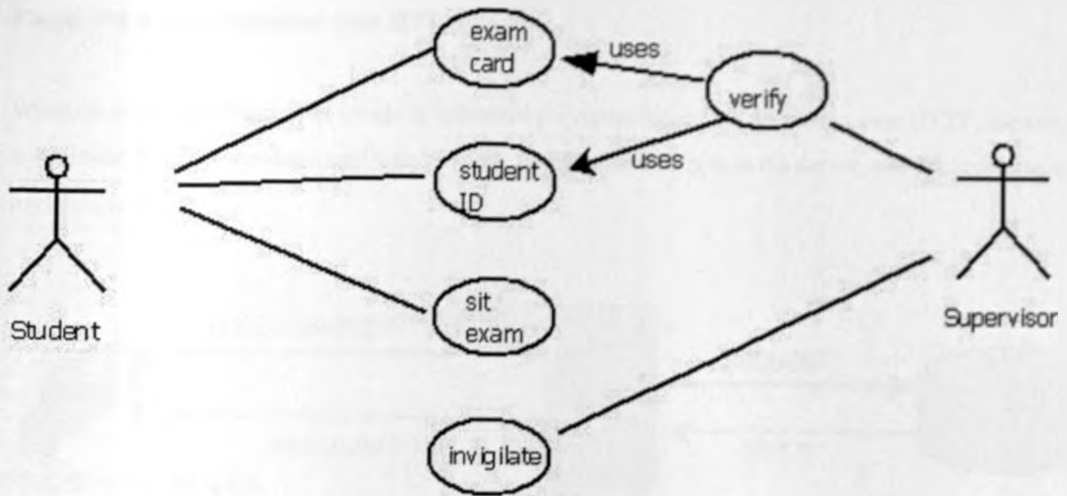 exam
card
uses
verify
student
ID
uses
sit
exam
Student
Supervisor
invigilate